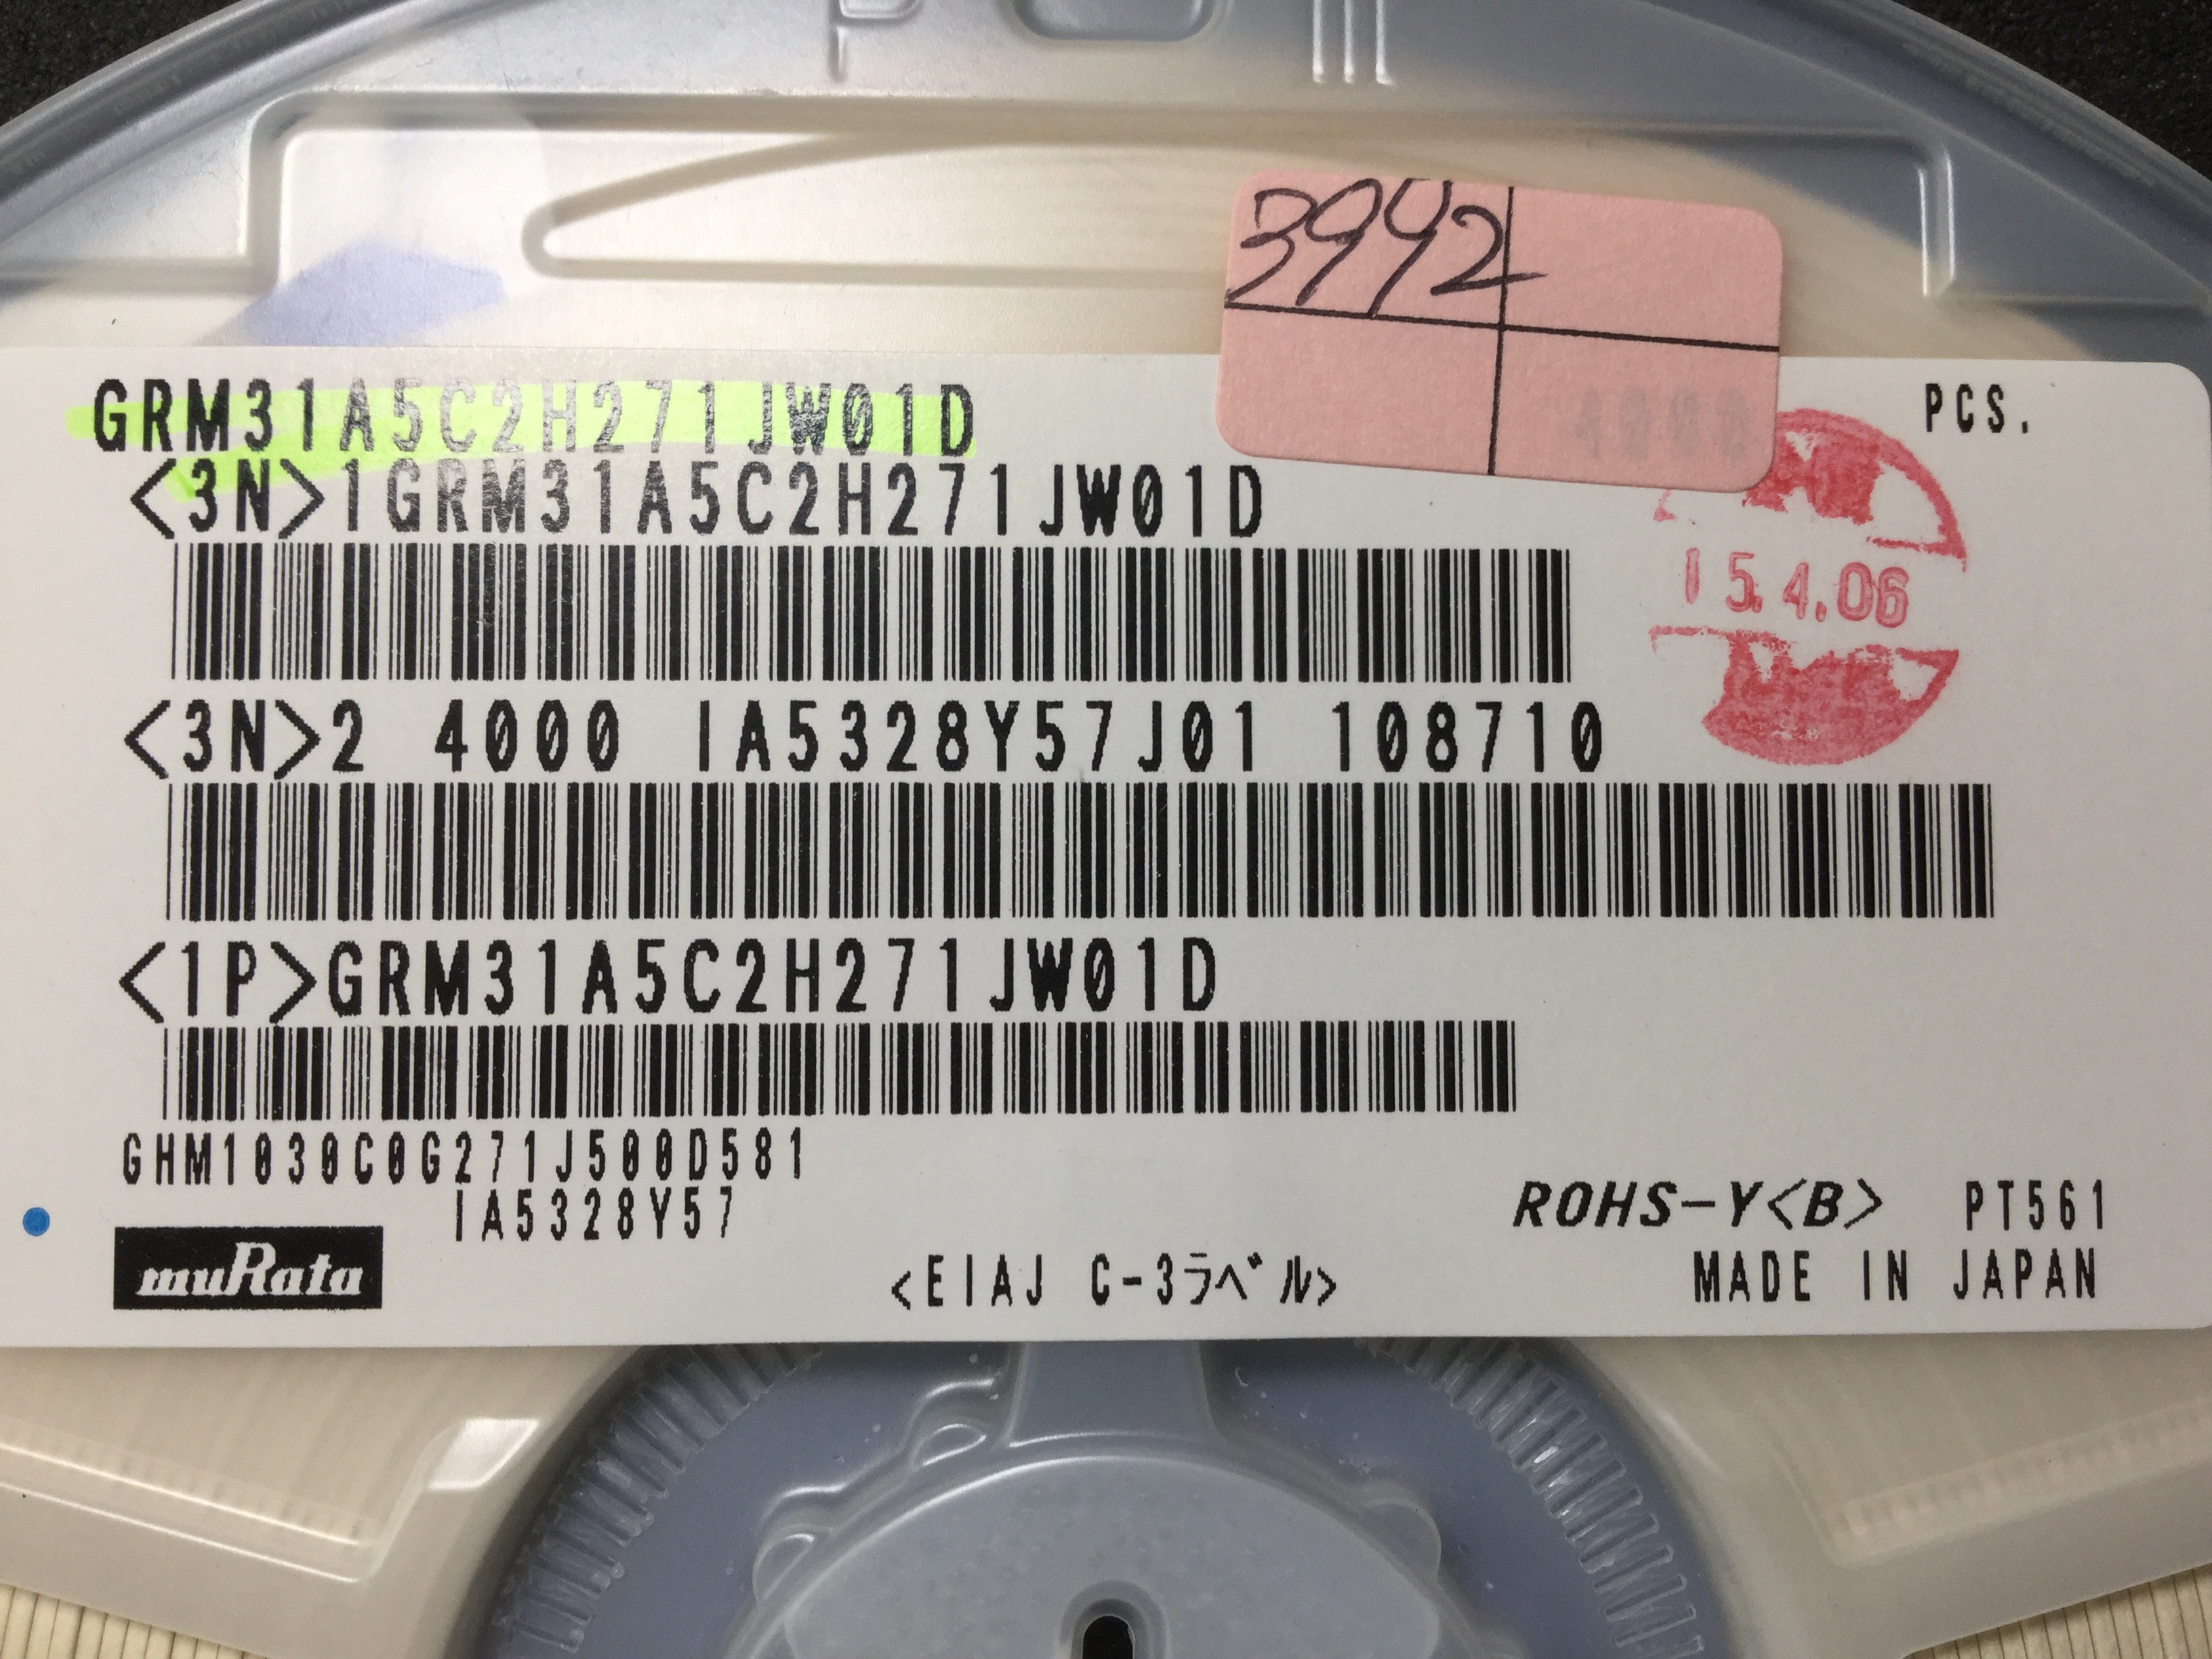 3992
GRM31A5C2H271JW01D
PCS.
<3N>1GRM31A5C2H271JW01D
15.4.06
<3N>2 4000 IA5328Y57J01 108710
<1P>GRM31A5C2H271JW01D
GHM1030C0G271J500D581
IA5328Y57
ROHS-Y<B> PT561
muRata
<EIAJ C-3ラベル>
MADE IN JAPAN